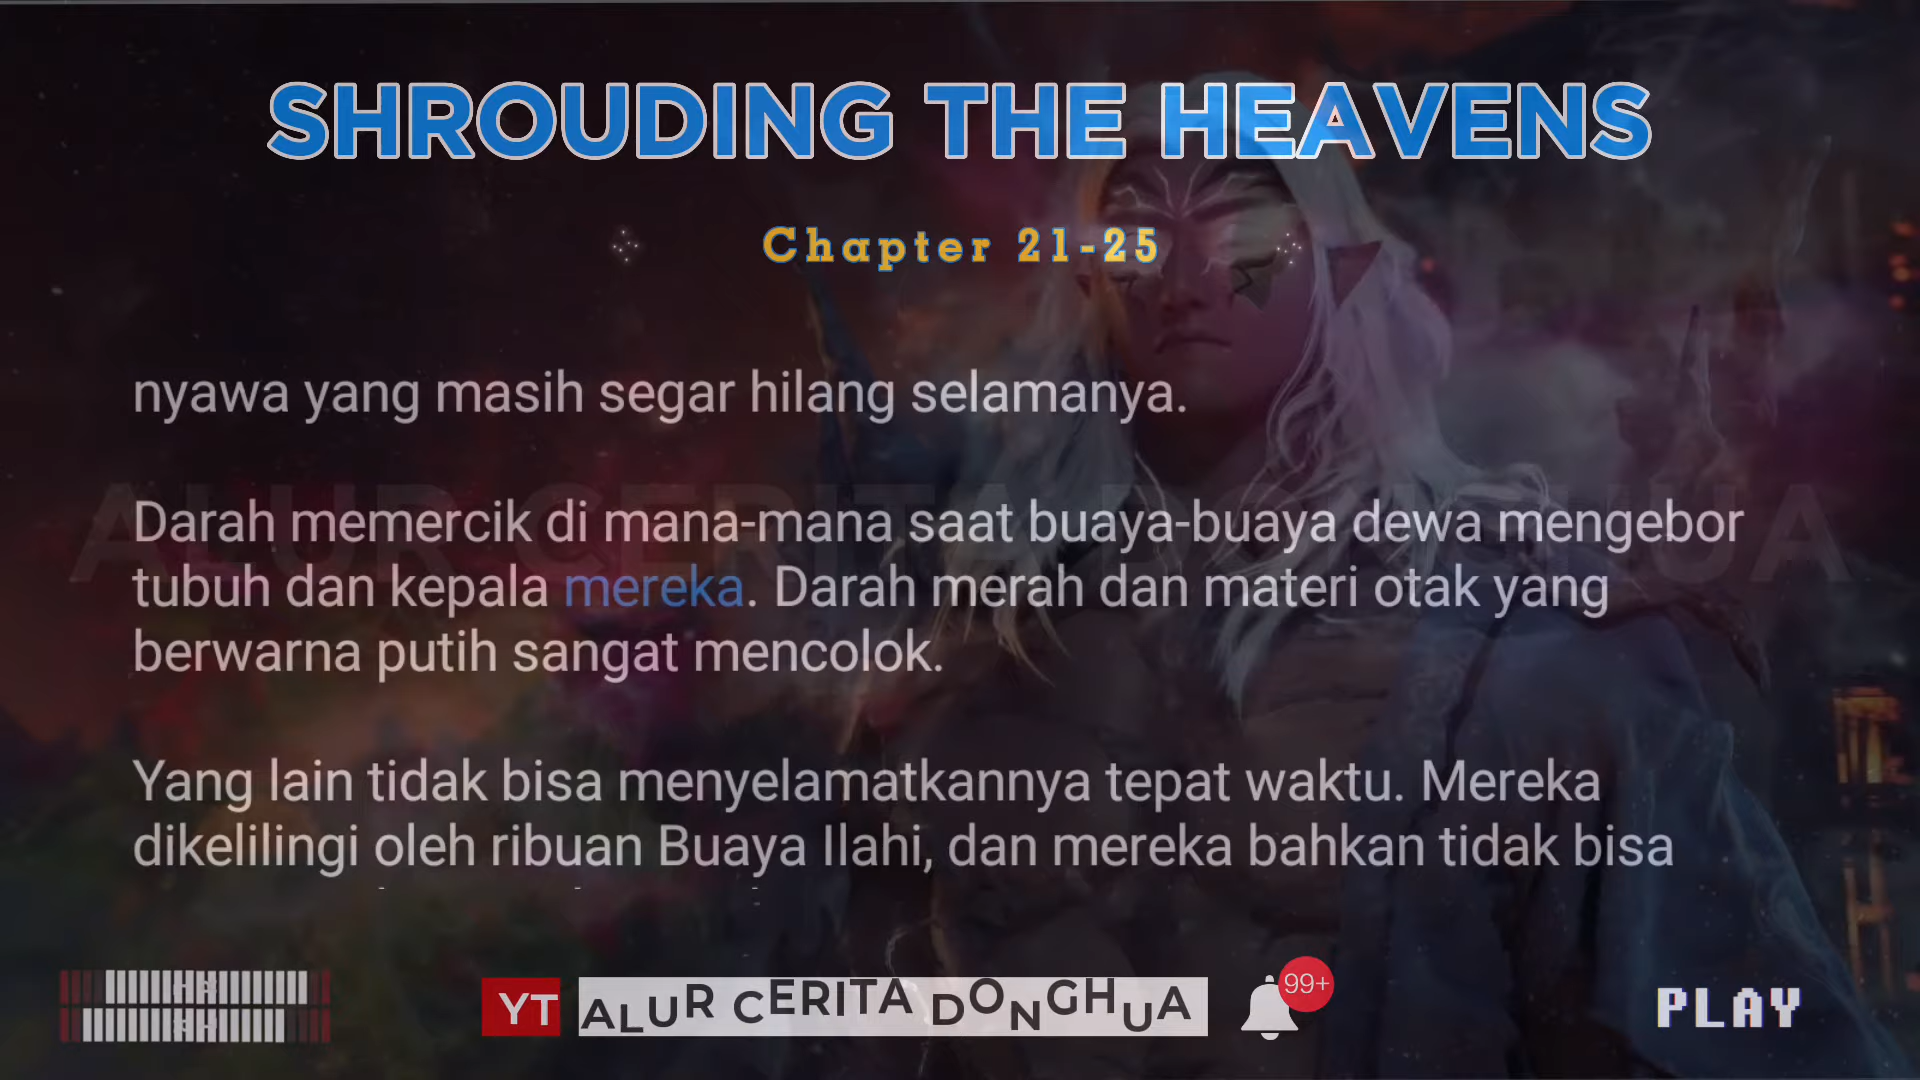 SHROUDING THE HEAVENS
Chapter 21-25
nyawa yang masih segar hilang selamanya.
ALUR CERITA DONGHUA
Darah memercik di mana-mana saat buaya-buaya dewa mengebor
tubuh dan kepala mereka. Darah merah dan materi otak yang
berwarna putih sangat mencolok.
Yang lain tidak bisa menyelamatkannya tepat waktu. Mereka
dikelilingi oleh ribuan Buaya Ilahi, dan mereka bahkan tidak bisa
YT ALUR CERITA DONGHUA 99+
PLAY